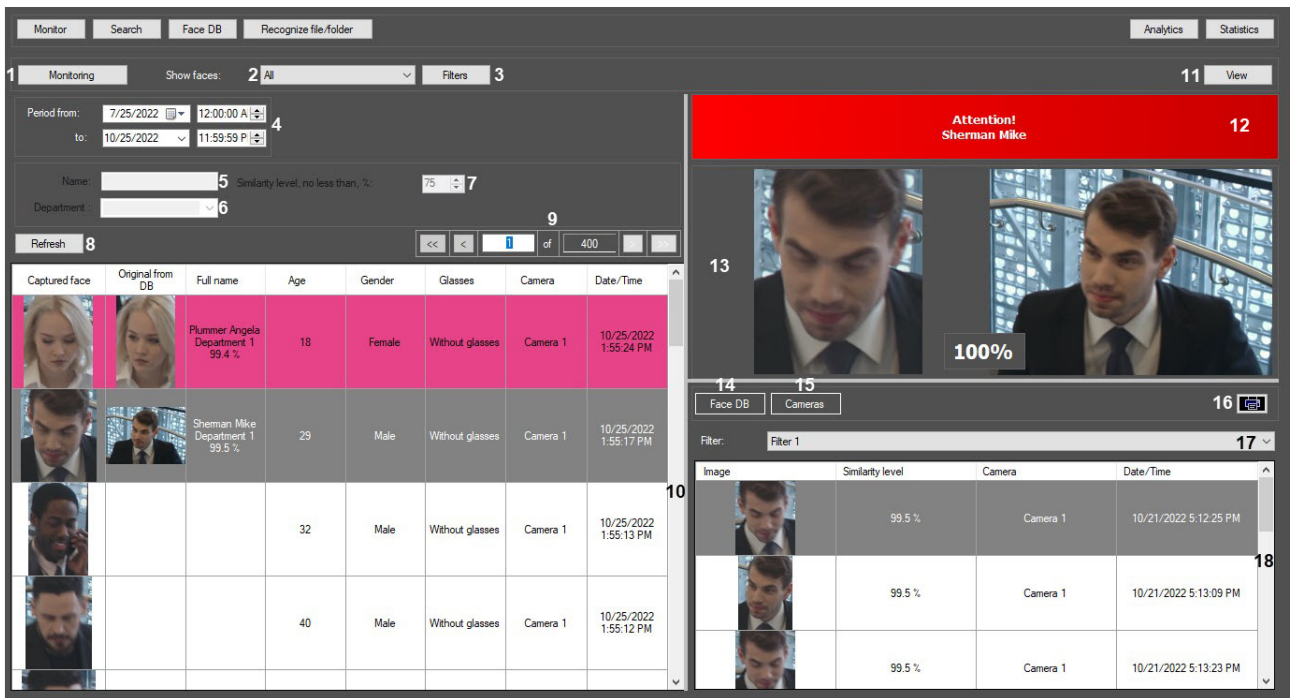 Monitor Search Face DB Recognize file/folder Analytics Statistics
1 Monitoring Show faces: 2 All Filters 3 11 View
Period from: 7/25/2022 12:00:00 A
to: 10/25/2022 11:59:59 P 4
Attention!
Sherman Mike 12
Name: 5 Similarity level, no less than, %: 75 7
Department : 6
Refresh 8 << < 1 of 400 > >> 9
Captured face Original from DB Full name Age Gender Glasses Camera Date/Time
Plummer Angela
Department 1
99.4 %
18 Female Without glasses Camera 1 10/25/2022
1:55:24 PM
Sherman Mike
Department 1
99.5 %
29 Male Without glasses Camera 1 10/25/2022
1:55:17 PM
32 Male Without glasses Camera 1 10/25/2022
1:55:13 PM
40 Male Without glasses Camera 1 10/25/2022
1:55:12 PM
10
13
100%
14 15
Face DB Cameras 16
Filter: Filter 1 17
Image Similarity level Camera Date/Time
99.5 % Camera 1 10/21/2022 5:12:25 PM
18
99.5 % Camera 1 10/21/2022 5:13:09 PM
99.5 % Camera 1 10/21/2022 5:13:23 PM